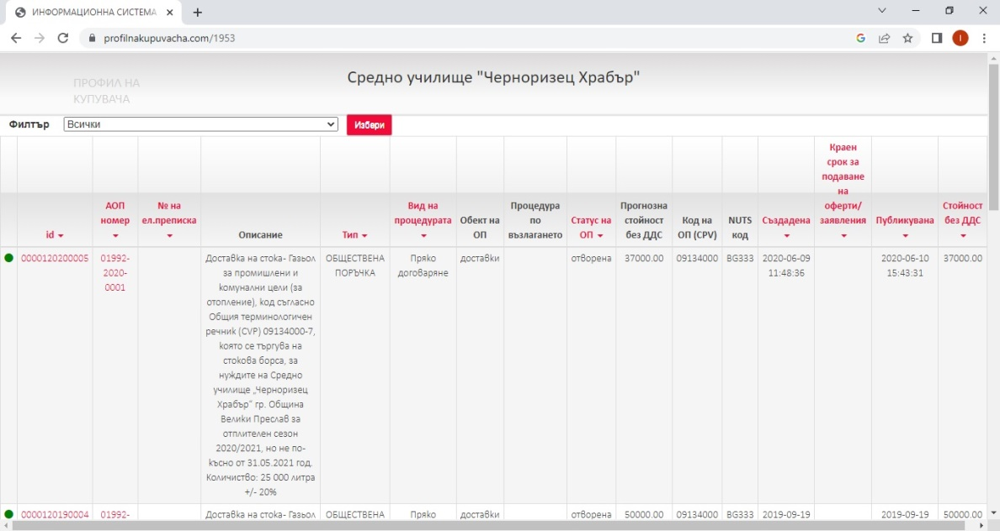 ИНФОРМАЦИОННА СИСТЕМА
profilnakupuvacha.com/1953
I
ПРОФИЛ НА
КУПУВАЧА
Средно училище "Черноризец Храбър"
Филтър
Всички
Избери
id
АОП
номер
№ на
ел.преписка
Описание
Тип
Вид на
процедурата
Обект на
ОП
Процедура
по
възлагането
Статус на
ОП
Прогнозна
стойност
без ДДС
Код на
ОП (CPV)
NUTS
код
Създадена
Краен
срок за
подаване
на
оферти/
заявления
Публикувана
Стойност
без ДДС
0000120200005
01992-
2020-
0001
Доставка на стока- Газьол
за промишлени и
комунални цели (за
отопление), код съгласно
Общия терминологичен
речник (CVP) 09134000-7,
която се търгува на
стокова борса, за
нуждите на Средно
училище „Черноризец
Храбър“ гр. Община
Велики Преслав за
отплителен сезон
2020/2021, но не по-
късно от 31.05.2021 год.
Количество: 25 000 литра
+/- 20%
ОБЩЕСТВЕНА
ПОРЪЧКА
Пряко
договаряне
доставки
отворена
37000.00
09134000
BG333
2020-06-09
11:48:36
2020-06-10
15:43:31
37000.00
0000120190004
01992-
Доставка на стока- Газьол
ОБЩЕСТВЕНА
Пряко
доставки
отворена
50000.00
09134000
BG333
2019-09-19
2019-09-19
50000.00